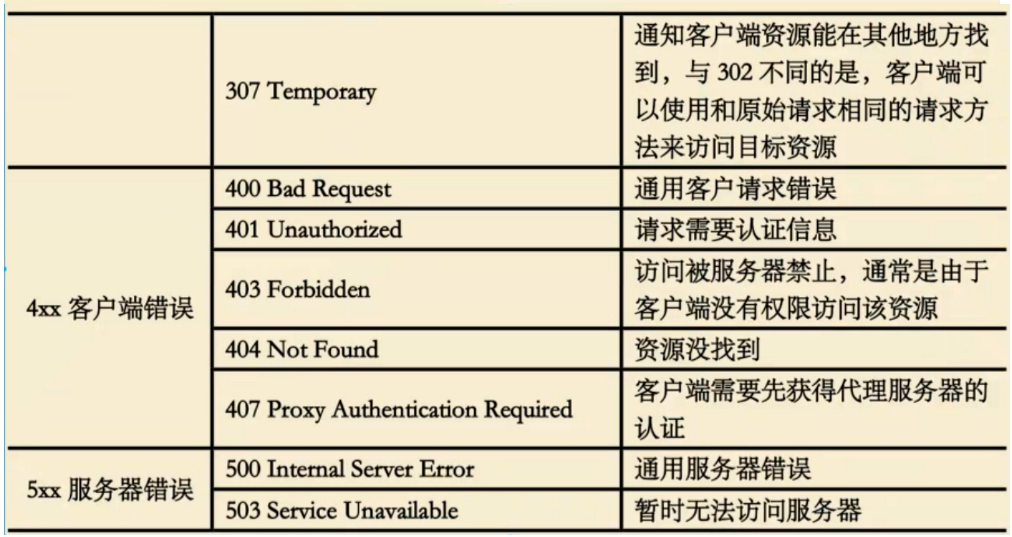 307 Temporary
通知客户端资源能在其他地方找
到，与 302 不同的是，客户端可
以使用和原始请求相同的请求方
法来访问目标资源
4xx 客户端错误
400 Bad Request
通用客户请求错误
401 Unauthorized
请求需要认证信息
403 Forbidden
访问被服务器禁止，通常是由于
客户端没有权限访问该资源
404 Not Found
资源没找到
407 Proxy Authentication Required
客户端需要先获得代理服务器的
认证
5xx 服务器错误
500 Internal Server Error
通用服务器错误
503 Service Unavailable
暂时无法访问服务器